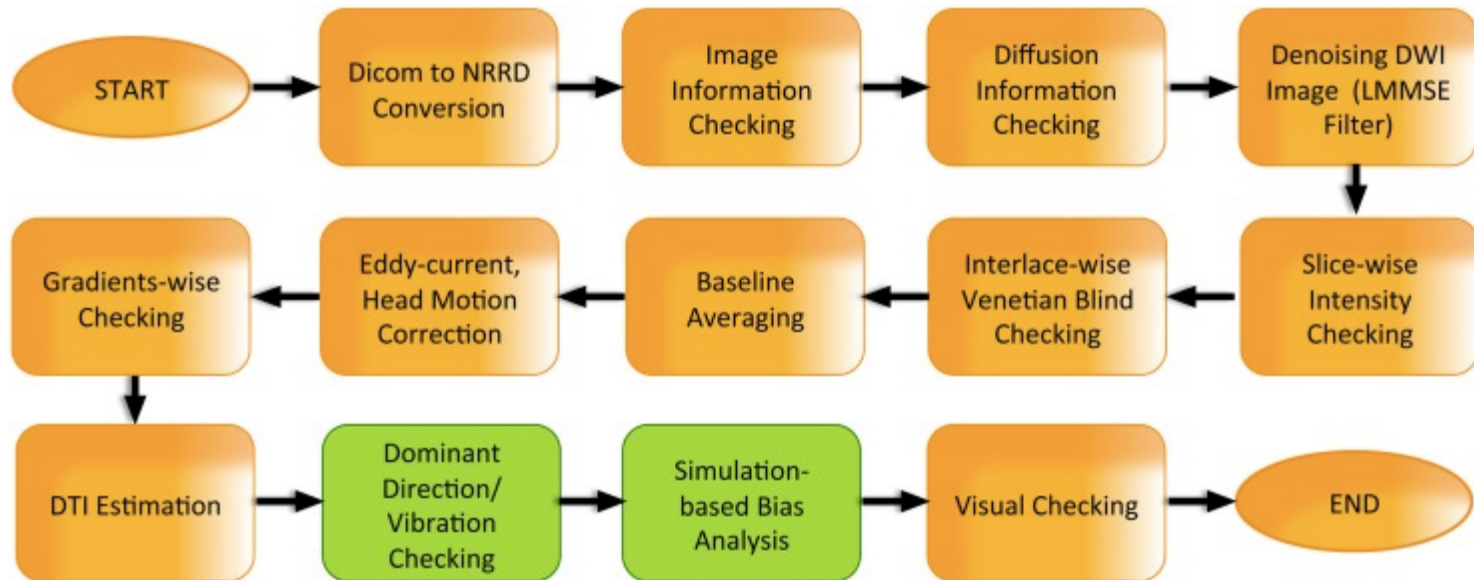 START
Dicom to NRRD
Conversion
Image
Information
Checking
Diffusion
Information
Checking
Denoising DWI
Image (LMMSE
Filter)
Slice-wise
Intensity
Checking
Interlace-wise
Venetian Blind
Checking
Baseline
Averaging
Eddy-current,
Head Motion
Correction
Gradients-wise
Checking
DTI Estimation
Dominant
Direction/
Vibration
Checking
Simulation-
based Bias
Analysis
Visual Checking
END